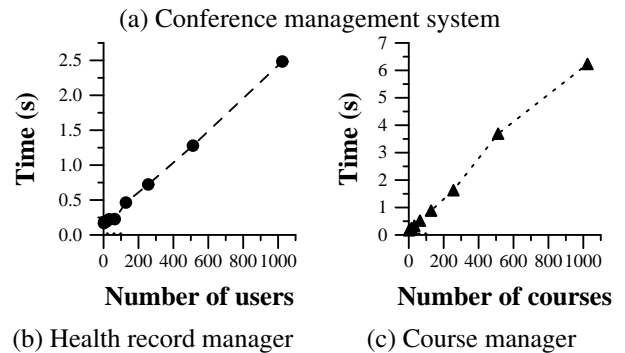 (a) Conference management system
Time (s)
2.5
2.0
1.5
1.0
0.5
0.0
0 200 400 600 800 1000
Number of users
(b) Health record manager
Time (s)
7
6
5
4
3
2
1
0
0 200 400 600 800 1000
Number of courses
(c) Course manager